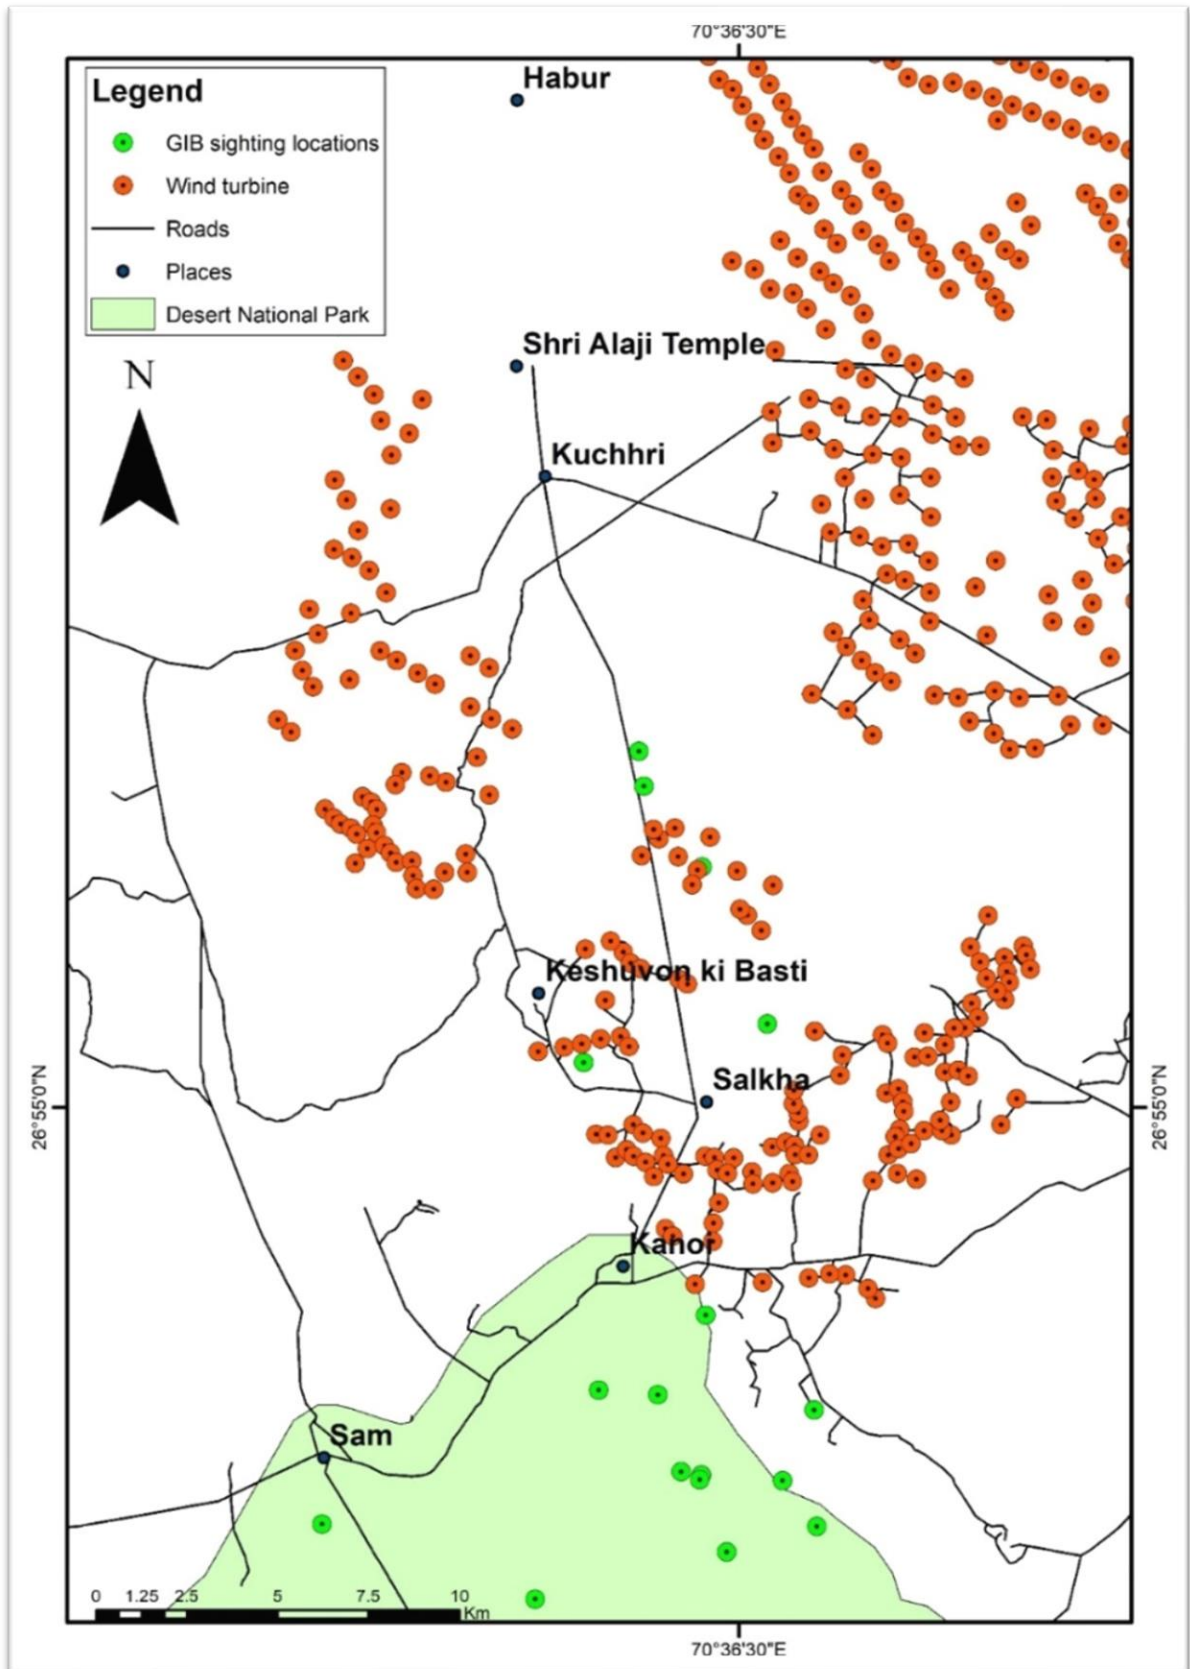 70°36'30"E
Habur
Legend
GIB sighting locations
Wind turbine
Roads
Places
Desert National Park
N
Shri Alaji Temple
Kuchhri
Keshuvon ki Basti
Salkha
26°55'0"N
26°55'0"N
Kahoi
Sam
0 1.25 2.5 5 7.5 10
Km
70°36'30"E